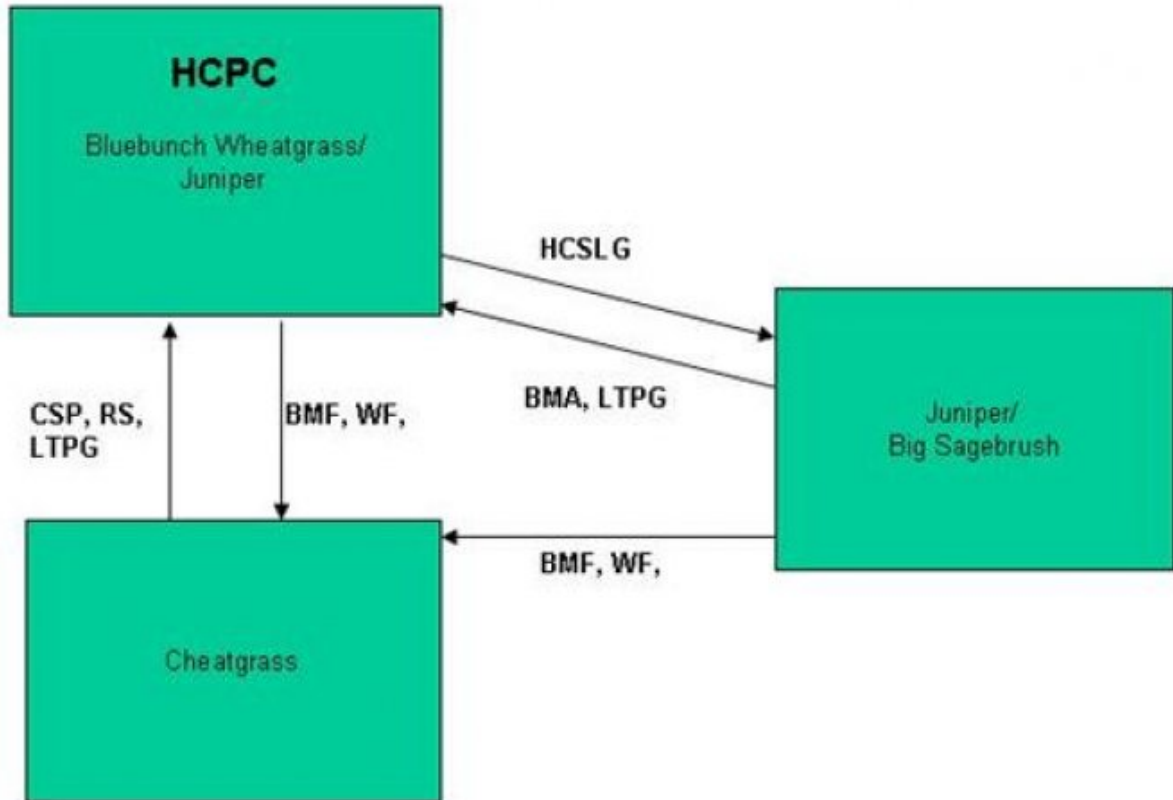 HCPC
Bluebunch Wheatgrass/
Juniper
HCSLG
BMA, LTPG
CSP, RS,
LTPG
BMF, WF,
Juniper/
Big Sagebrush
BMF, WF,
Cheatgrass